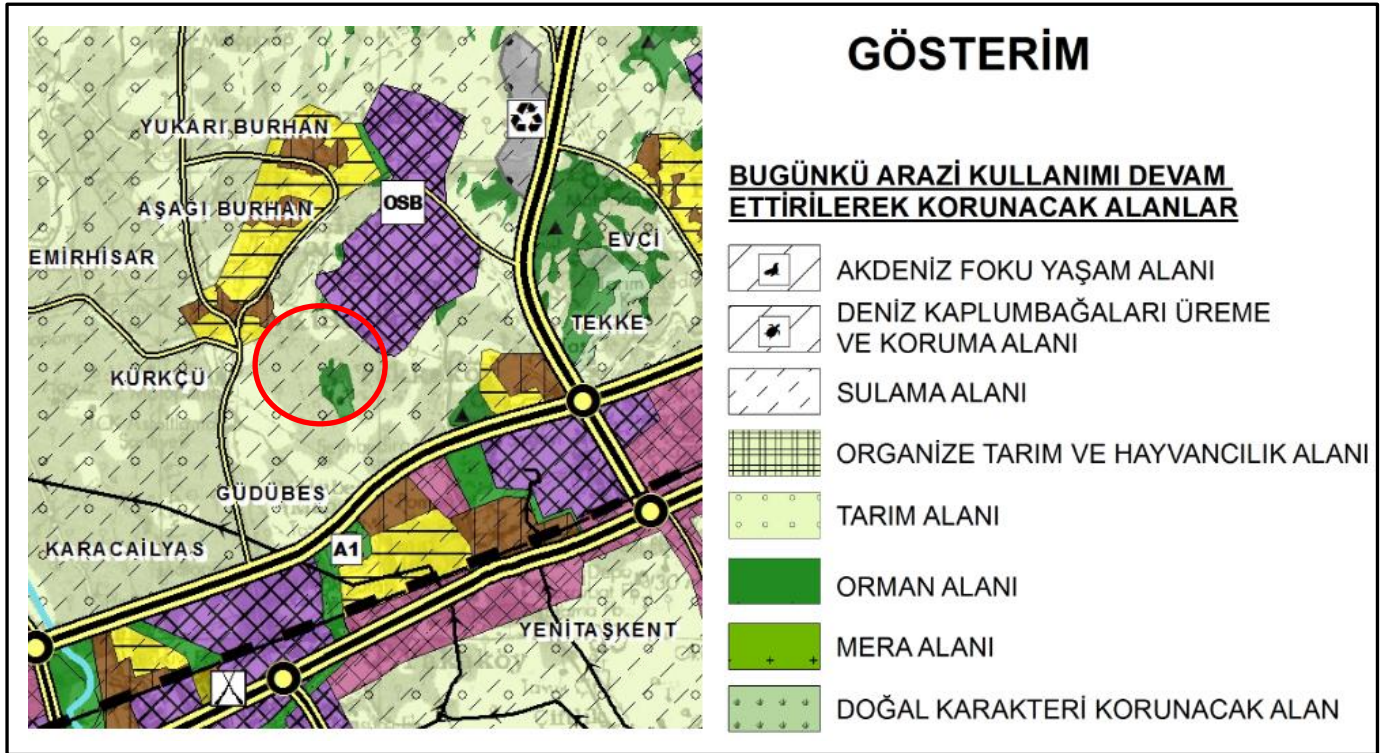 YUKARI BURHAN
OSB
AŞAĞI BURHAN
EVCİ
EMİRHİSAR
TEKKE
KÜRKÇÜ
GÜDÜBEŞ
KARACAİLYAS
A1
YENİTAŞKENT
GÖSTERİM
BUGÜNKÜ ARAZİ KULLANIMI DEVAM
ETTİRİLEREK KORUNACAK ALANLAR
AKDENİZ FOKU YAŞAM ALANI
DENİZ KAPLUMBAĞALARI ÜREME
VE KORUMA ALANI
SULAMA ALANI
ORGANİZE TARIM VE HAYVANCILIK ALANI
TARIM ALANI
ORMAN ALANI
MERA ALANI
DOĞAL KARAKTERİ KORUNACAK ALAN